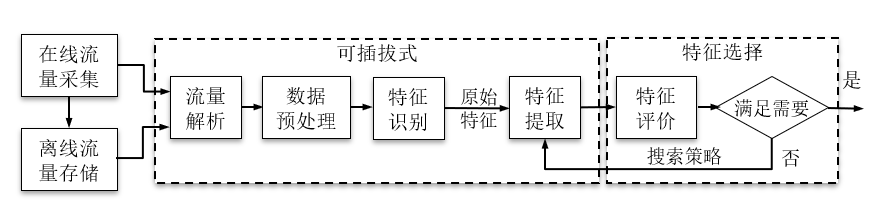 可插拔式
特征选择
在线流
量采集
离线流
量存储
流量
解析
数据
预处理
特征
识别
原始
特征
特征
提取
特征
评价
满足需要
是
否
搜索策略